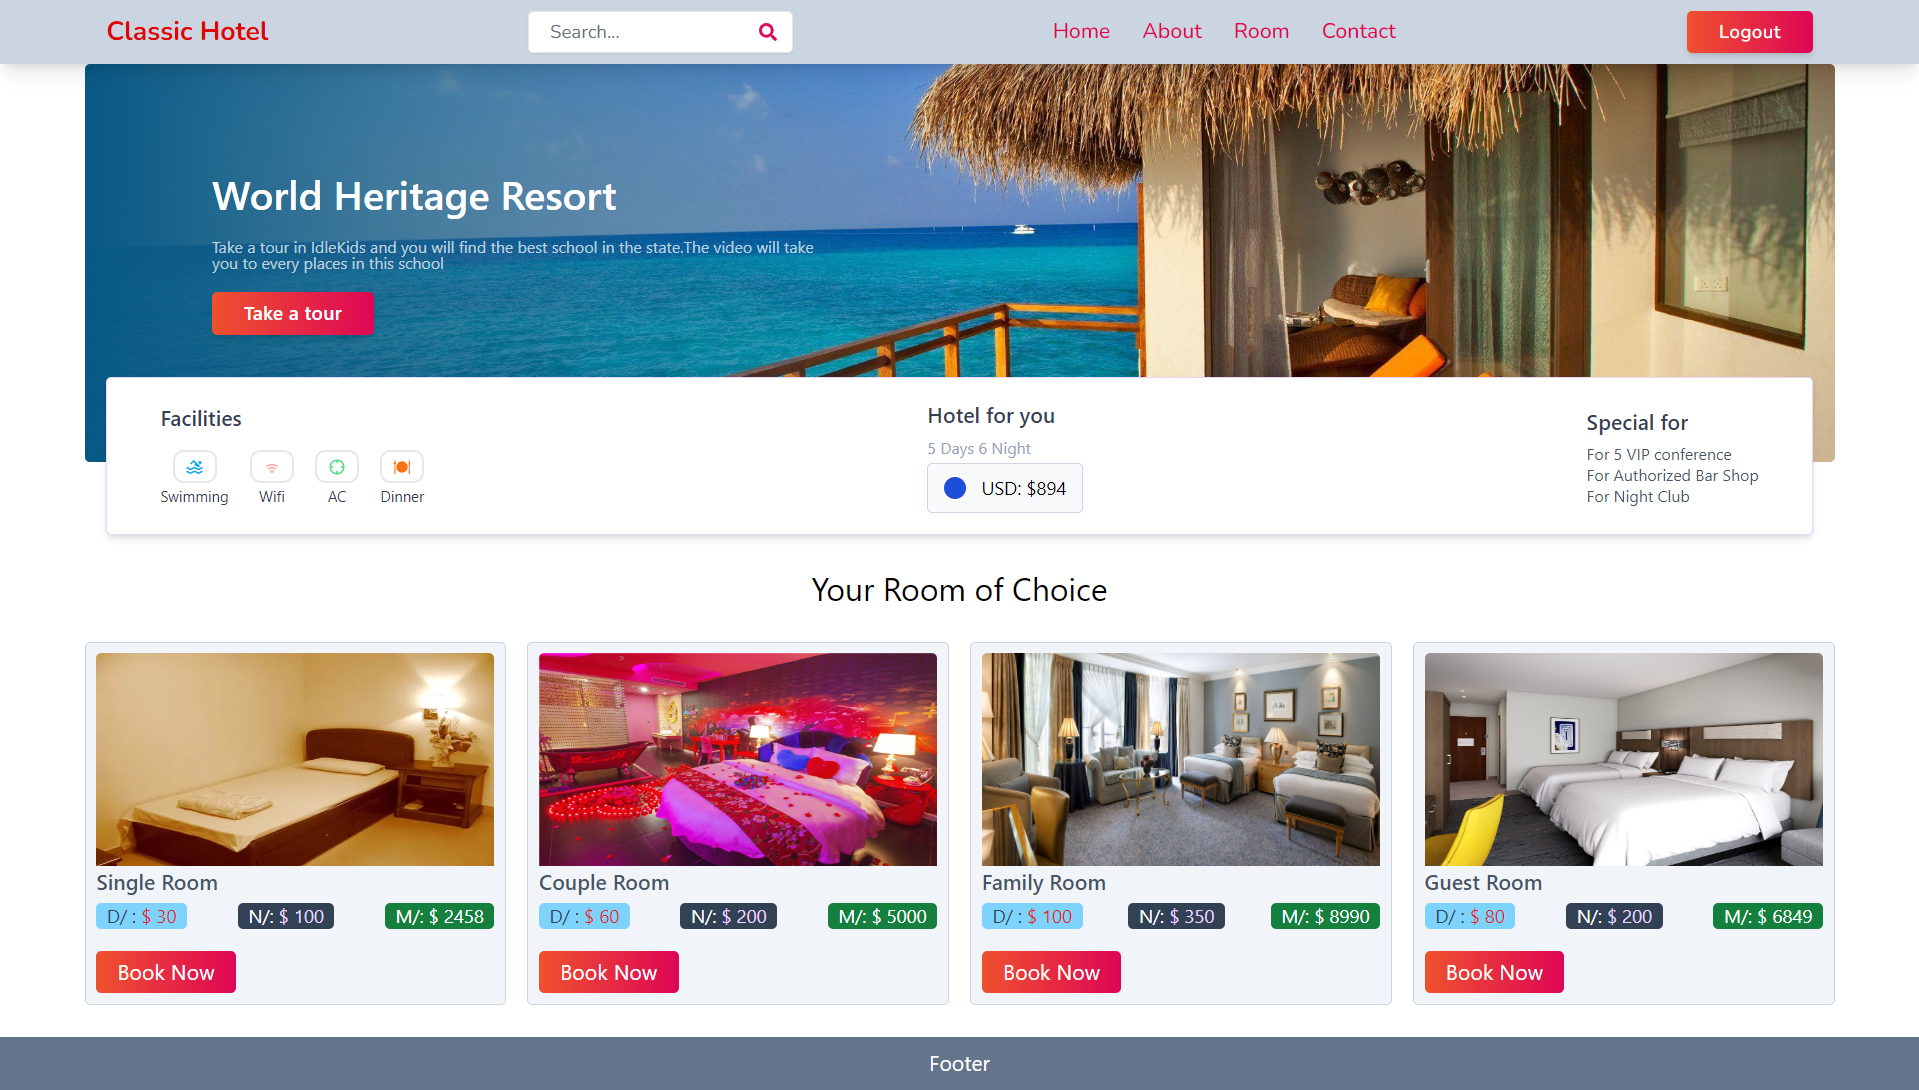 Classic Hotel
Search...
Home
About
Room
Contact
Logout
World Heritage Resort
Take a tour in IdleKids and you will find the best school in the state.The video will take
you to every places in this school
Take a tour
Facilities
Swimming
Wifi
AC
Dinner
Hotel for you
5 Days 6 Night
USD: $894
Special for
For 5 VIP conference
For Authorized Bar Shop
For Night Club
Your Room of Choice
Single Room
D/ : $ 30
N/: $ 100
M/: $ 2458
Book Now
Couple Room
D/ : $ 60
N/: $ 200
M/: $ 5000
Book Now
Family Room
D/ : $ 100
N/: $ 350
M/: $ 8990
Book Now
Guest Room
D/ : $ 80
N/: $ 200
M/: $ 6849
Book Now
Footer